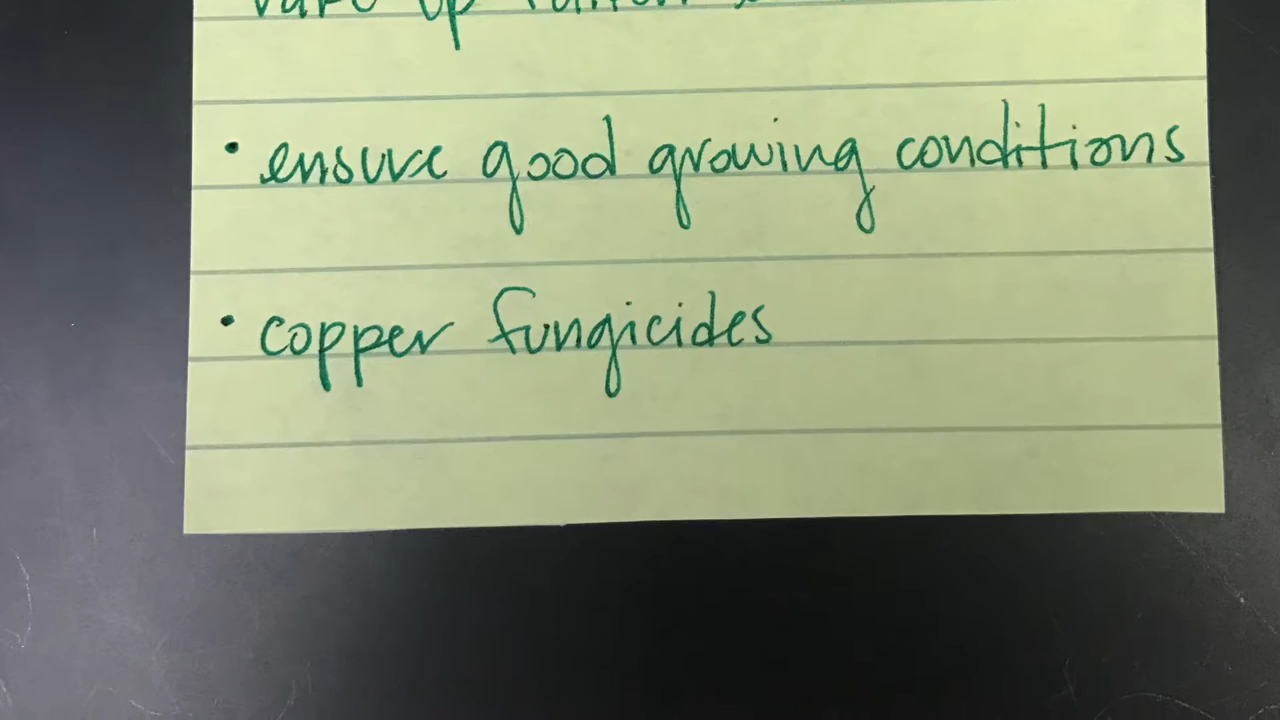 • ensure good growing conditions
• copper fungicides